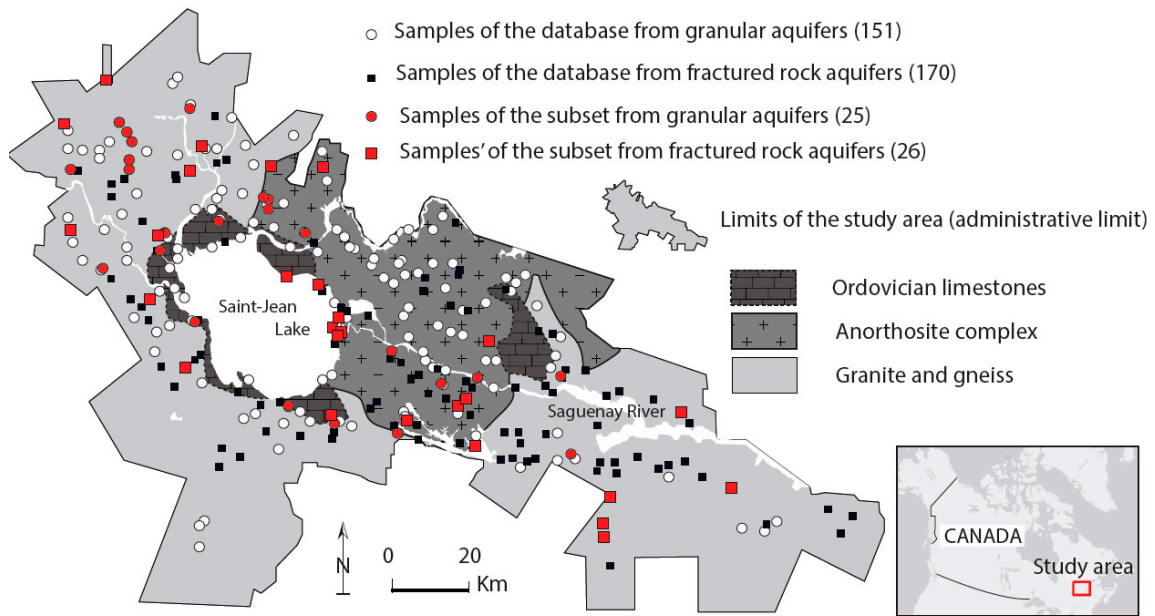 Samples of the database from granular aquifers (151)
Samples of the database from fractured rock aquifers (170)
Samples of the subset from granular aquifers (25)
Samples' of the subset from fractured rock aquifers (26)
Limits of the study area (administrative limit)
Ordovician limestones
Anorthosite complex
Granite and gneiss
Saint-Jean
Lake
Saguenay River
N
0 20
Km
CANADA
Study area